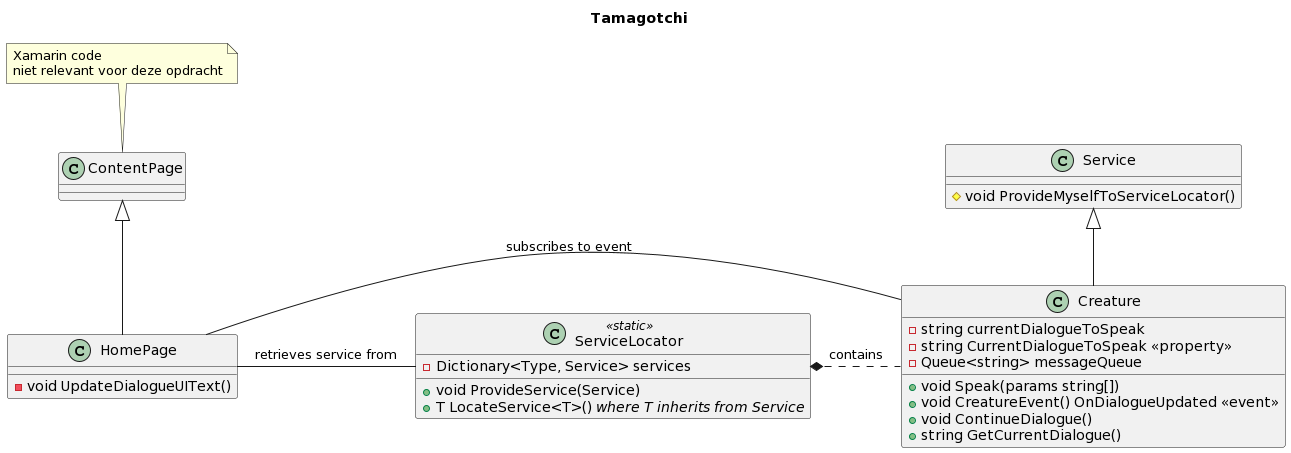 Tamagotchi
Xamarin code
niet relevant voor deze opdracht
C ContentPage
C Service
void ProvideMyselfToServiceLocator()
subscribes to event
C HomePage
void UpdateDialogueUIText()
retrieves service from
«static»
C ServiceLocator
Dictionary<Type, Service> services
void ProvideService(Service)
T LocateService<T>() where T inherits from Service
contains
C Creature
string currentDialogueToSpeak
string CurrentDialogueToSpeak «property»
Queue<string> messageQueue
void Speak(params string[])
void CreatureEvent() OnDialogueUpdated «event»
void ContinueDialogue()
string GetCurrentDialogue()